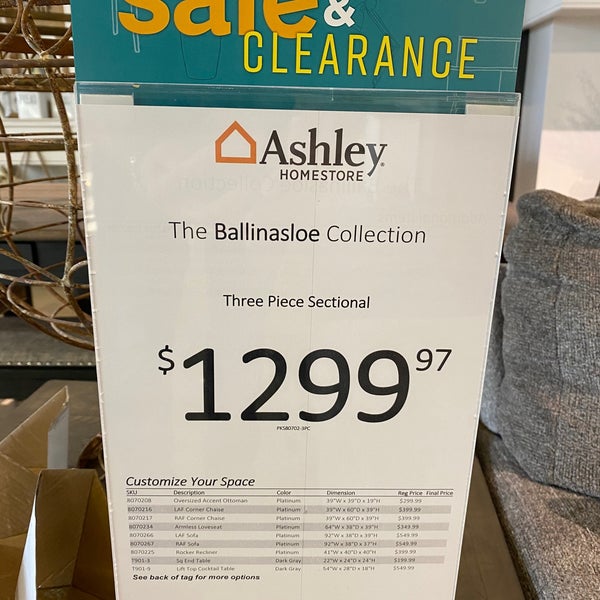 Sale &
CLEARANCE
Ashley
HOMESTORE
The Ballinasloe Collection
Three Piece Sectional
$1299 97
PKS80702-3PC
Customize Your Space
SKU Description Color Dimension Reg Price Final Price
8070208 Oversized Accent Ottoman Platinum 39"W x 39"D x 19"H $299.99
8070216 LAF Corner Chaise Platinum 39"W x 60"D x 39"H $399.99
8070217 RAF Corner Chaise Platinum 39"W x 60"D x 39"H $399.99
8070234 Armless Loveseat Platinum 64"W x 38"D x 39"H $349.99
8070266 LAF Sofa Platinum 92"W x 38"D x 39"H $549.99
8070267 RAF Sofa Platinum 92"W x 38"D x 37"H $549.99
8070225 Rocker Recliner Platinum 41"W x 40"D x 40"H $399.99
T901-3 Sq End Table Dark Gray 22"W x 24"D x 24"H $199.99
T901-9 Lift Top Cocktail Table Dark Gray 54"W x 28"D x 18"H $549.99
See back of tag for more options